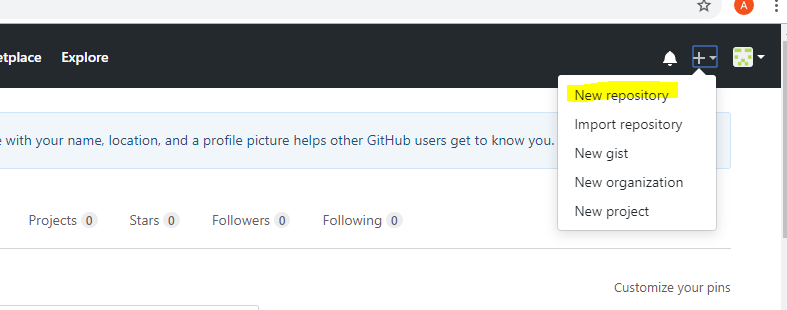 A
etplace Explore
New repository
Import repository
New gist
New organization
New project
e with your name, location, and a profile picture helps other GitHub users get to know you.
Projects 0 Stars 0 Followers 0 Following 0
Customize your pins